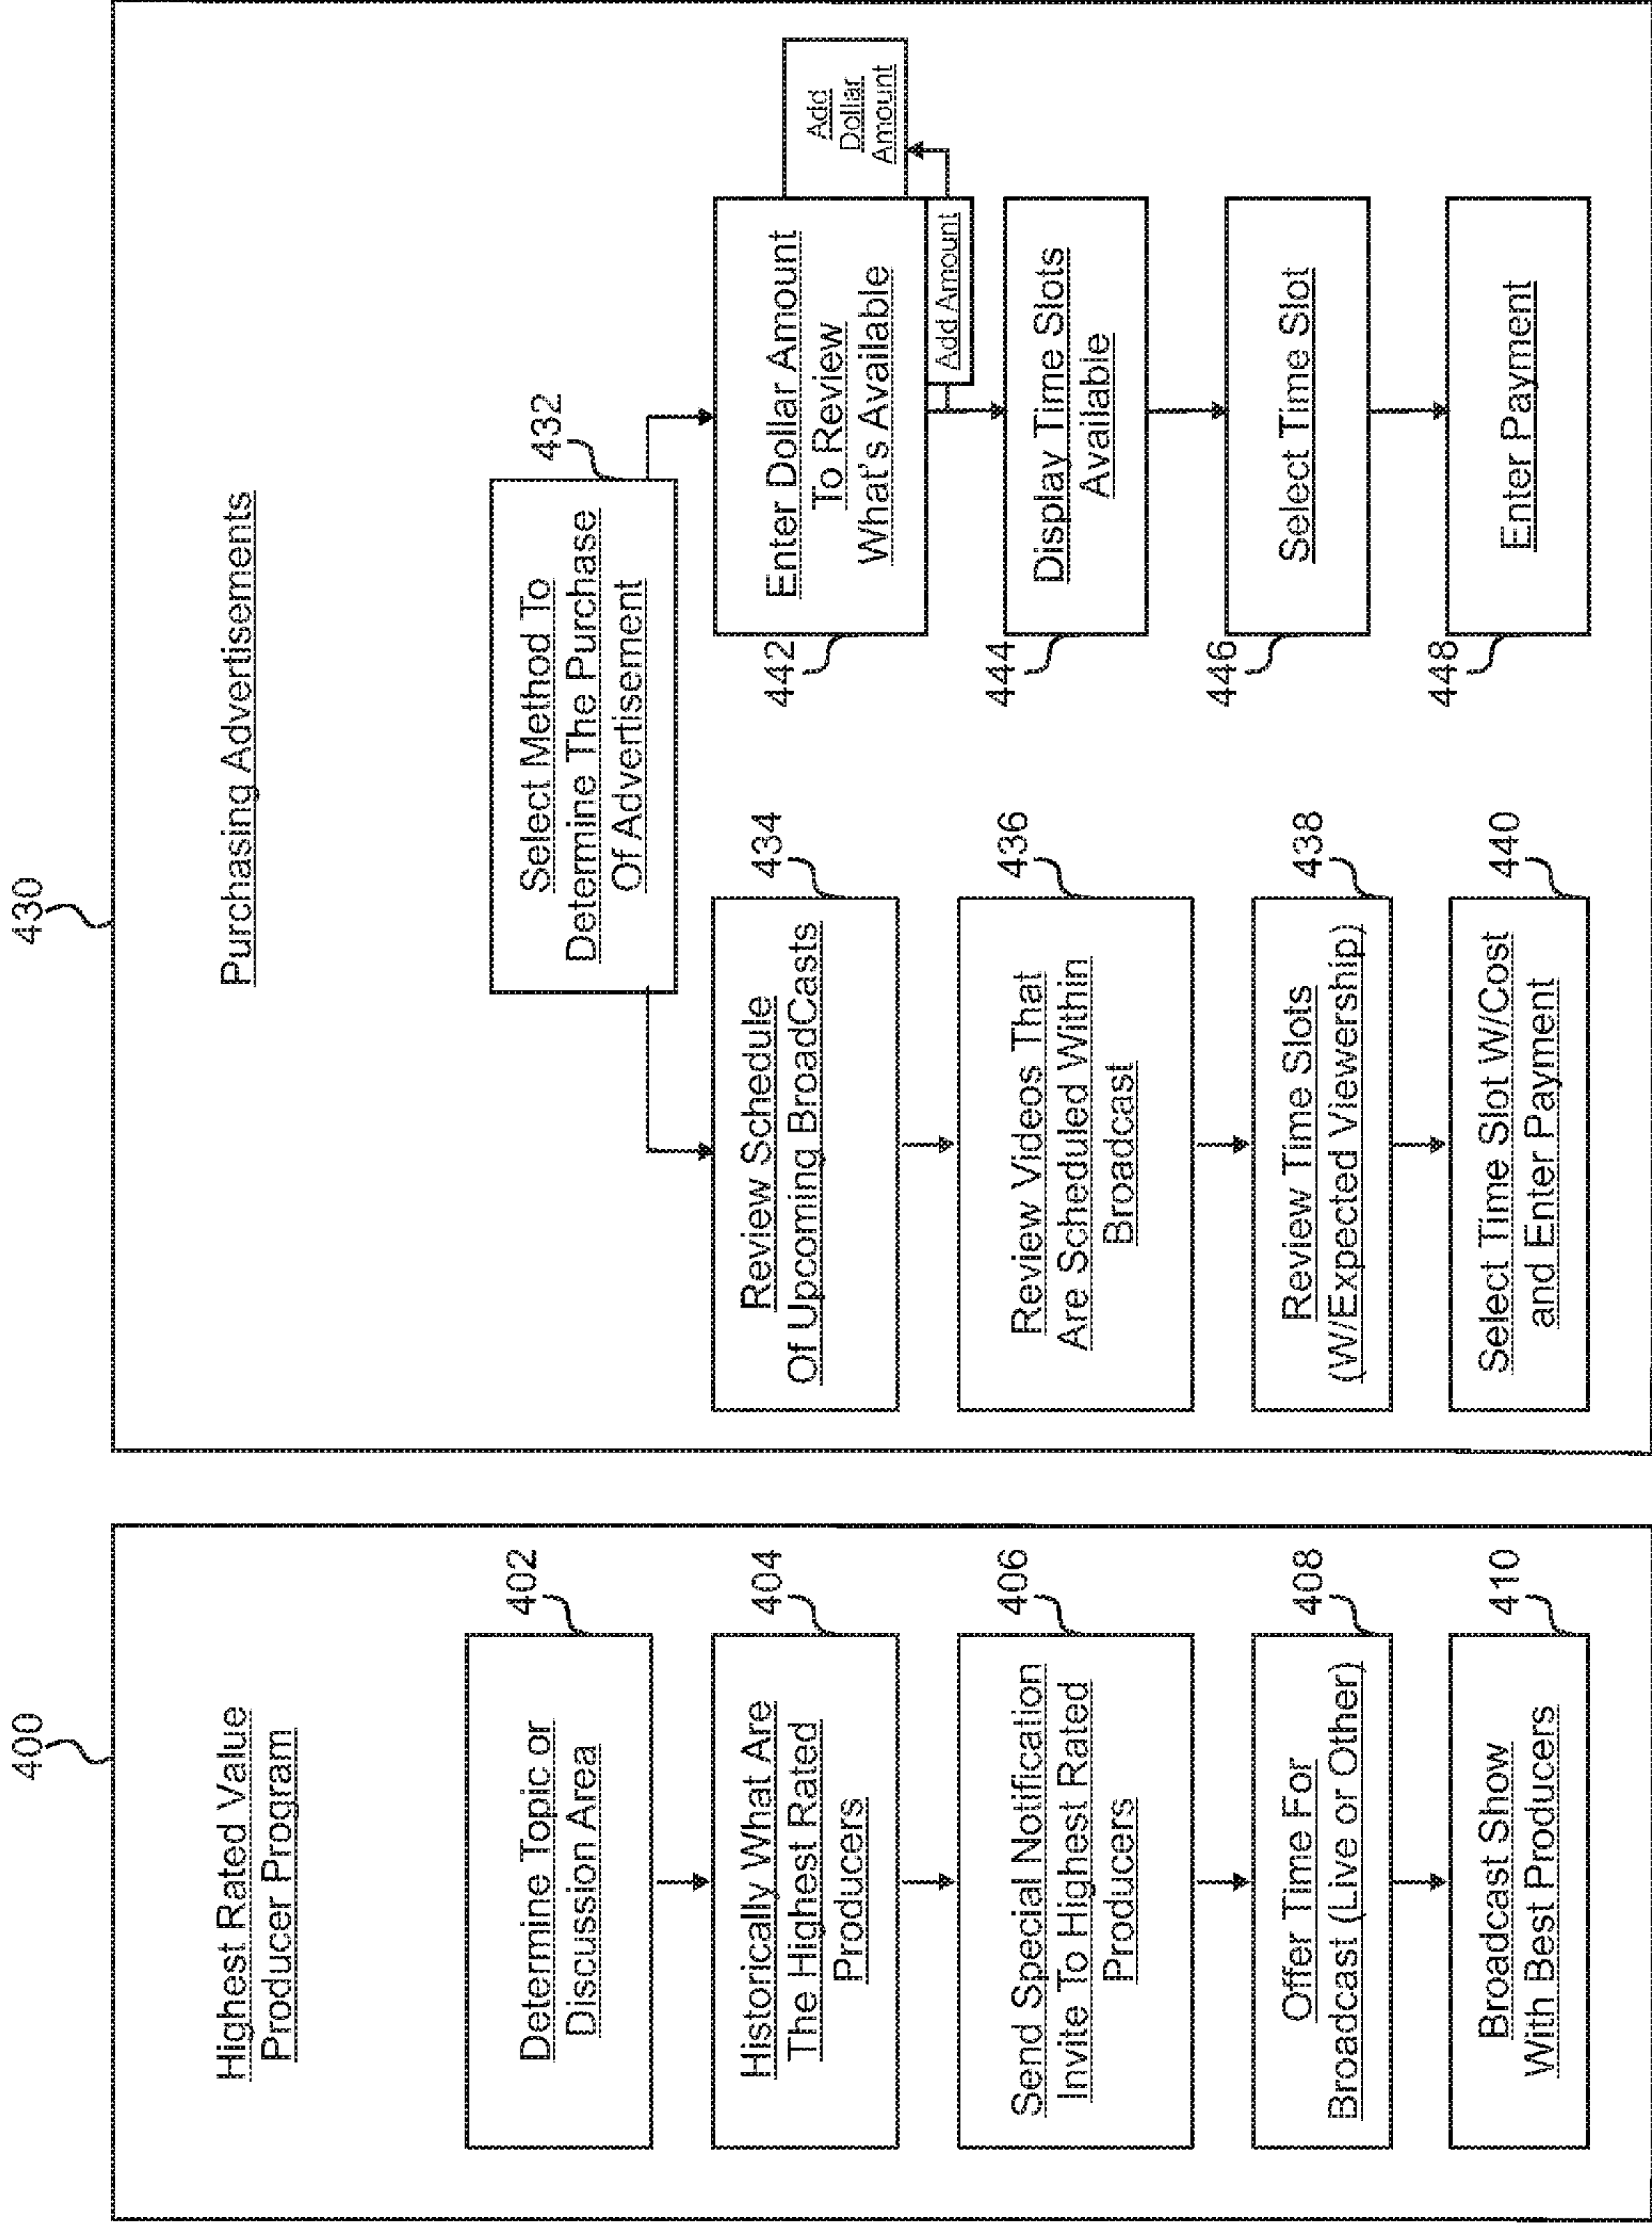 400
Highest Rated Value
Producer Program
402
Determine Topic or
Discussion Area
404
Historically What Are
The Highest Rated
Producers
406
Send Special Notification
Invite To Highest Rated
Producers
408
Offer Time For
Broadcast (Live or Other)
410
Broadcast Show
With Best Producers
430
Purchasing Advertisements
432
Select Method To
Determine The Purchase
Of Advertisement
434
Review Schedule
Of Upcoming BroadCasts
436
Review Videos That
Are Scheduled Within
Broadcast
438
Review Time Slots
(W/Expected Viewership)
440
Select Time Slot W/Cost
and Enter Payment
442
Enter Dollar Amount
To Review
What's Available
Add
Dollar
Amount
Add Amount
444
Display Time Slots
Available
446
Select Time Slot
448
Enter Payment